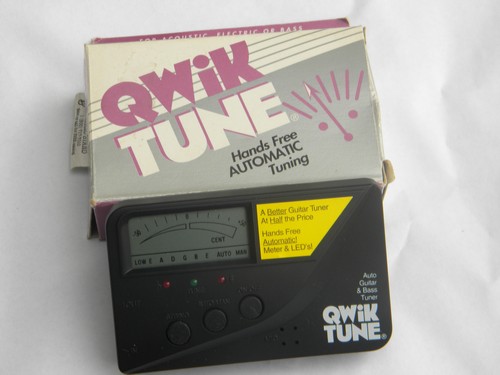 FOR ACOUSTIC, ELECTRIC OR BASS
QWiK
TUNE®
Hands Free
AUTOMATIC
Tuning
CENT
LOW E A D G B E AUTO MAN
A Better Guitar Tuner
At Half the Price
Hands Free
Automatic!
Meter & LED's!
Auto
Guitar
& Bass
Tuner
QWiK
TUNE®